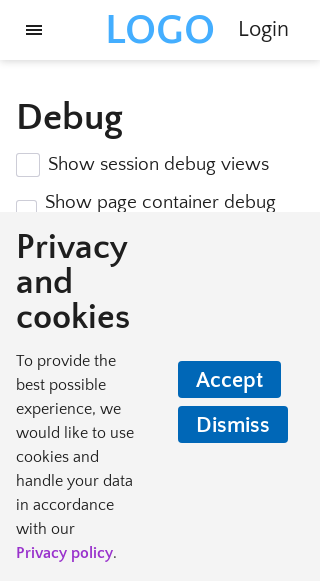 LOGO
Login
Debug
Show session debug views
Show page container debug
Privacy
and
cookies
To provide the
best possible
experience, we
would like to use
cookies and
handle your data
in accordance
with our
Privacy policy.
Accept
Dismiss